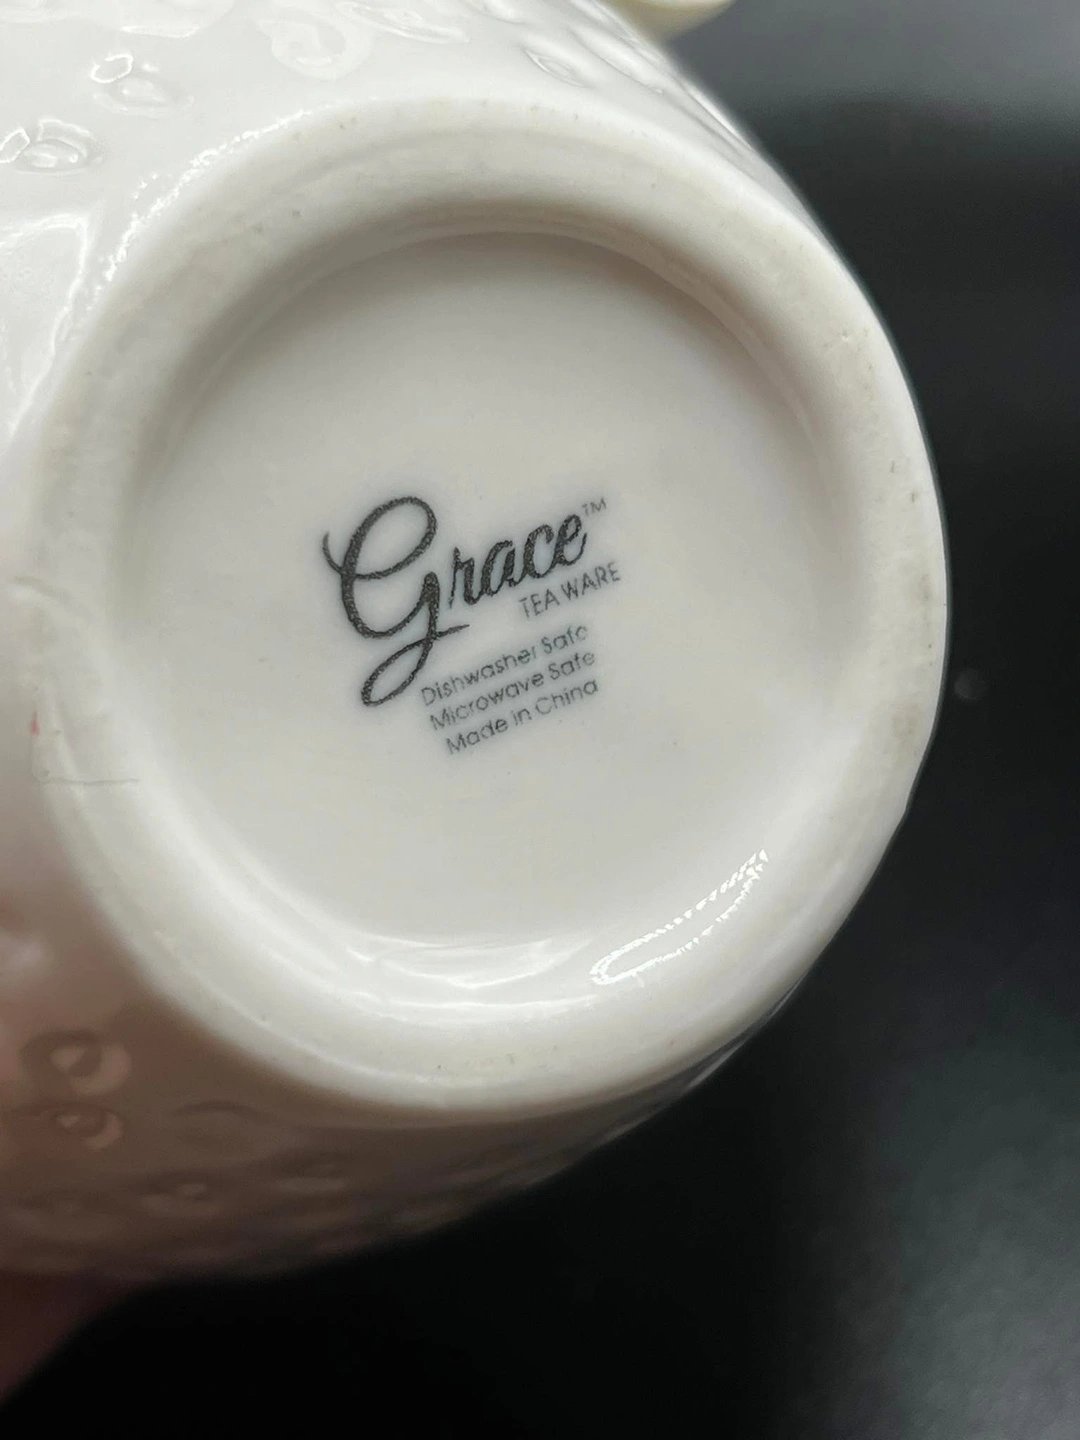 Grace™
TEA WARE
Dishwasher Safe
Microwave Safe
Made in China